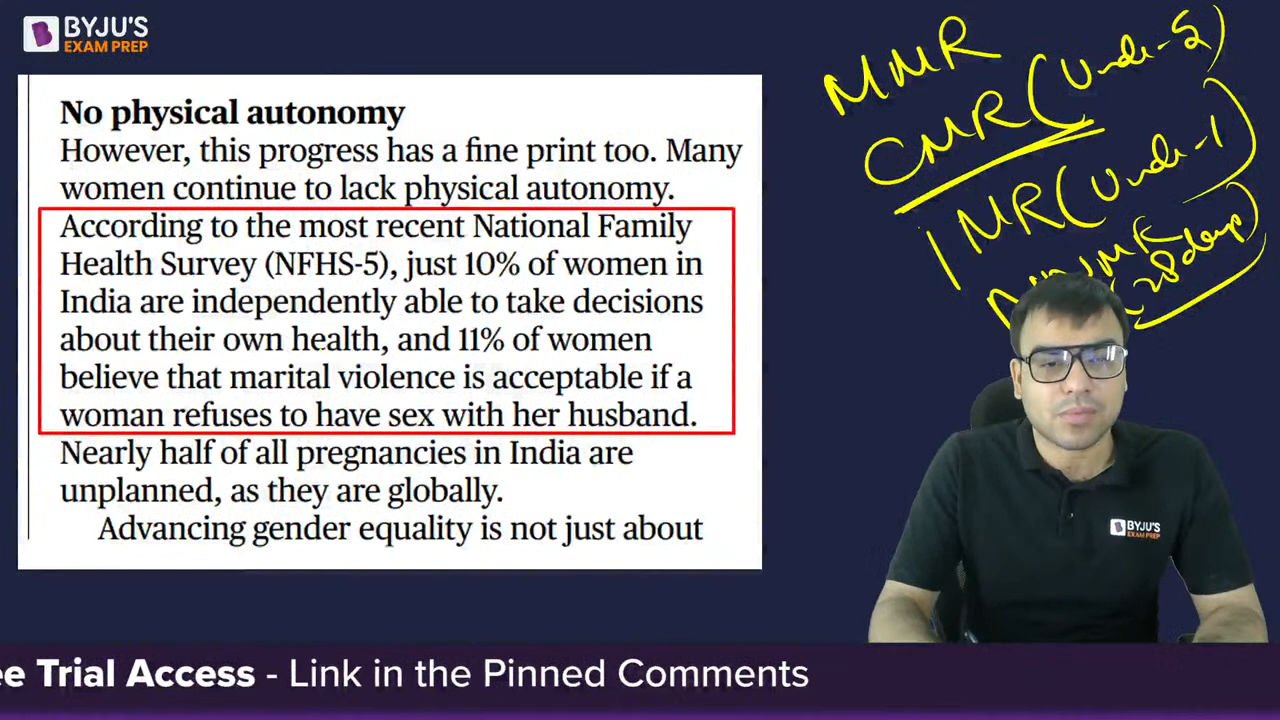 BYJU'S
EXAM PREP
No physical autonomy
However, this progress has a fine print too. Many
women continue to lack physical autonomy.
According to the most recent National Family
Health Survey (NFHS-5), just 10% of women in
India are independently able to take decisions
about their own health, and 11% of women
believe that marital violence is acceptable if a
woman refuses to have sex with her husband.
Nearly half of all pregnancies in India are
unplanned, as they are globally.
Advancing gender equality is not just about
MMR
CMR (Under-5)
IMR (Under-1)
BYJU'S
EXAM PREP
ee Trial Access - Link in the Pinned Comments